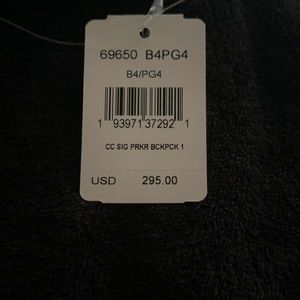 69650 B4PG4
B4/PG4
1 93971 37292 1
CC SIG PRKR BCKPCK 1
USD 295.00